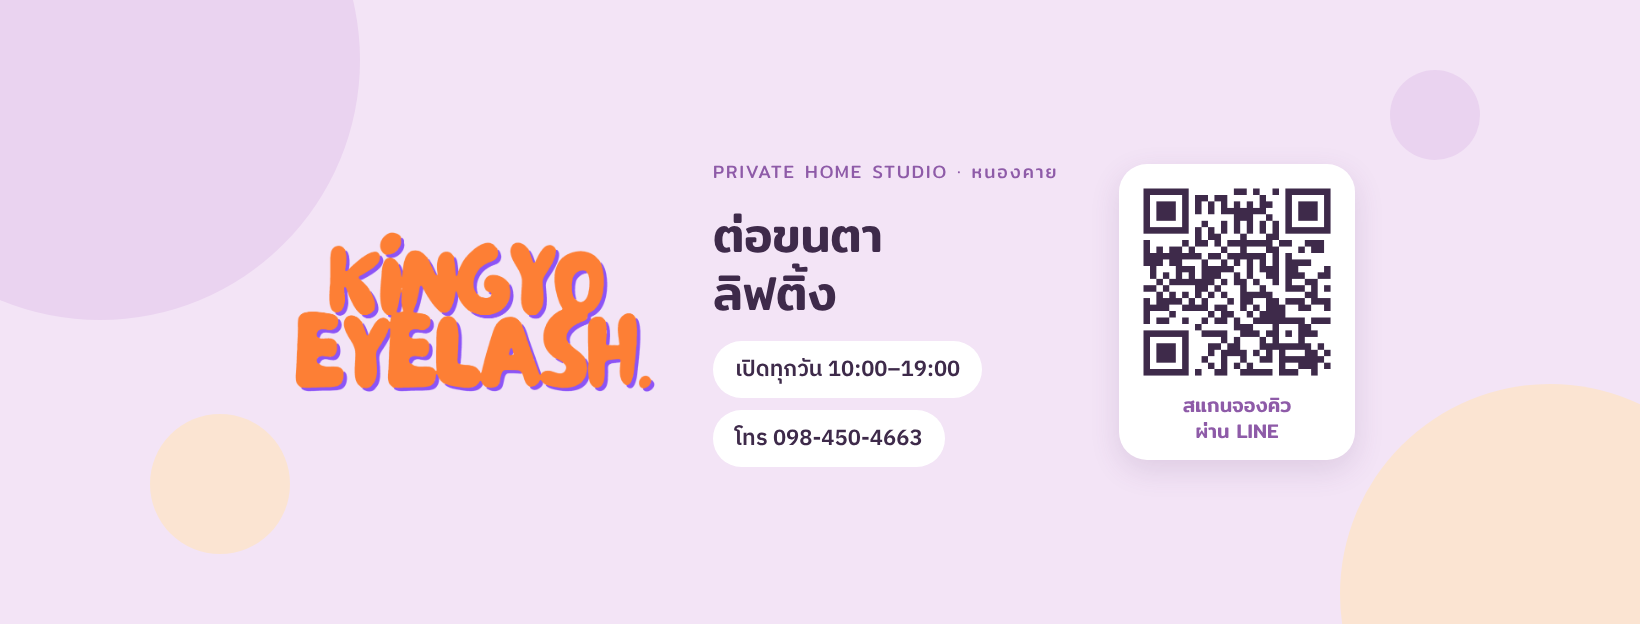 KiNGYO
EYELASH.
PRIVATE HOME STUDIO · หนองคาย
ต่อขนตา
ลิฟติ้ง
เปิดทุกวัน 10:00–19:00
โทร 098-450-4663
สแกนจองคิว
ผ่าน LINE